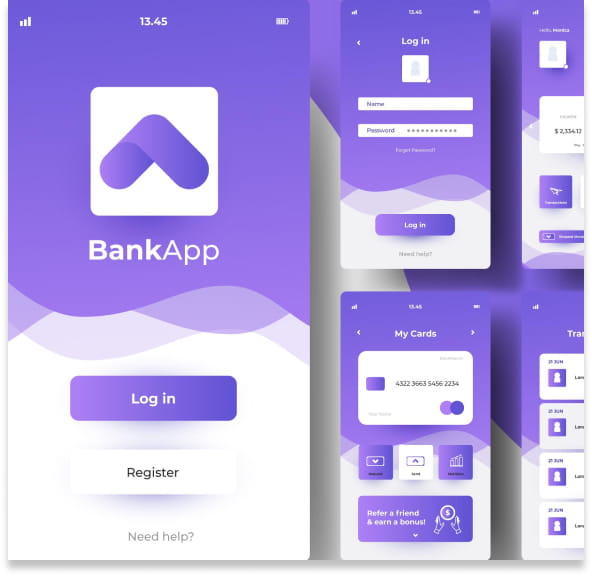 13.45
BankApp
Log in
Register
Need help?
13.45
Log in
Name
Password
Forgot Password?
Log in
Need help?
Hello, Monica
Income
$ 2,334.12
Transactions
13.45
My Cards
4322 3663 5456 2234
Your Name
Send
Refer a friend
& earn a bonus!
Tran
21 JUN
Lore
21 JUN
Lore
21 JUN
Lore
21 JUN
Lore